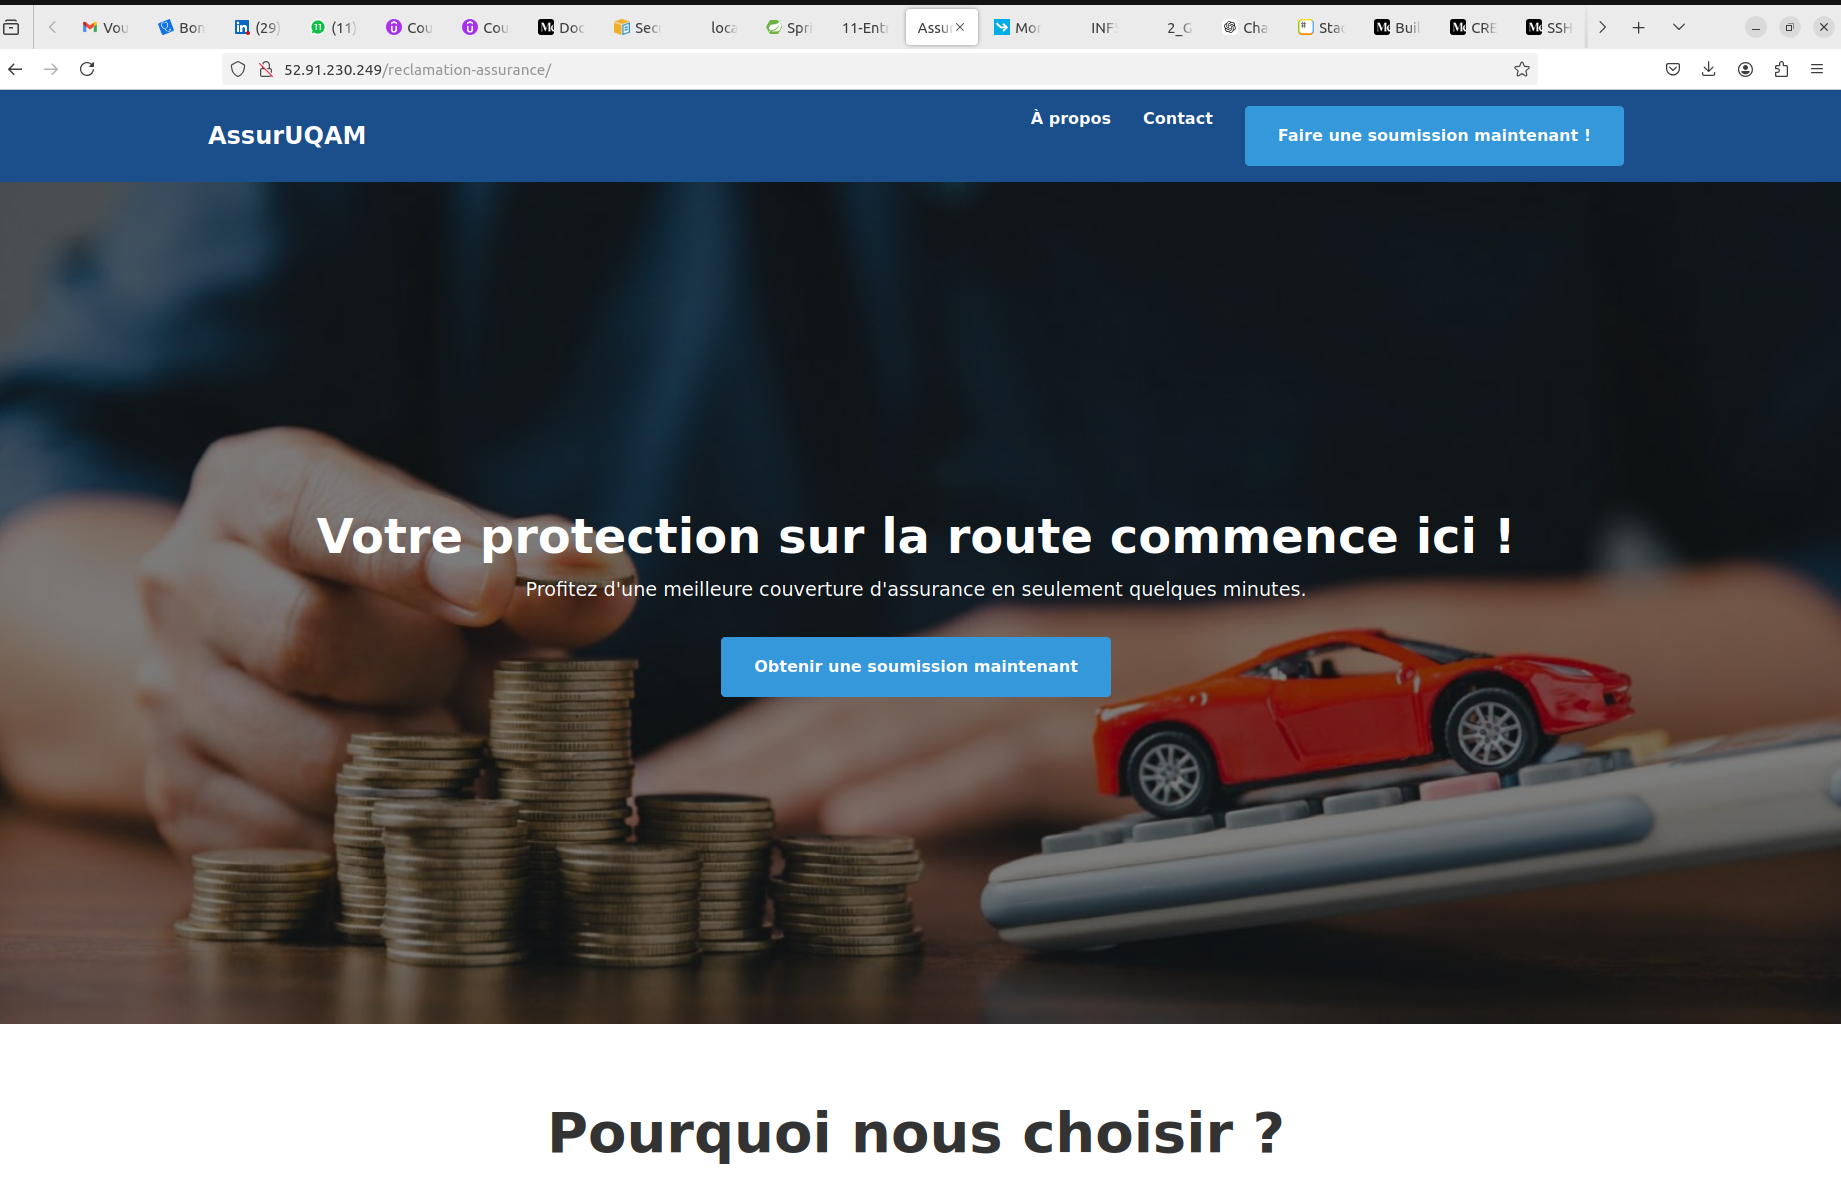 Vou
Bon
(29)
(11)
Cou
Cou
Doc
Sec
loca
Spri
11-Ent
Assu
Mor
INF
2_G
Cha
Stac
Buil
CRE
SSH
52.91.230.249/reclamation-assurance/
AssurUQAM
À propos
Contact
Faire une soumission maintenant !
Votre protection sur la route commence ici !
Profitez d'une meilleure couverture d'assurance en seulement quelques minutes.
Obtenir une soumission maintenant
Pourquoi nous choisir ?